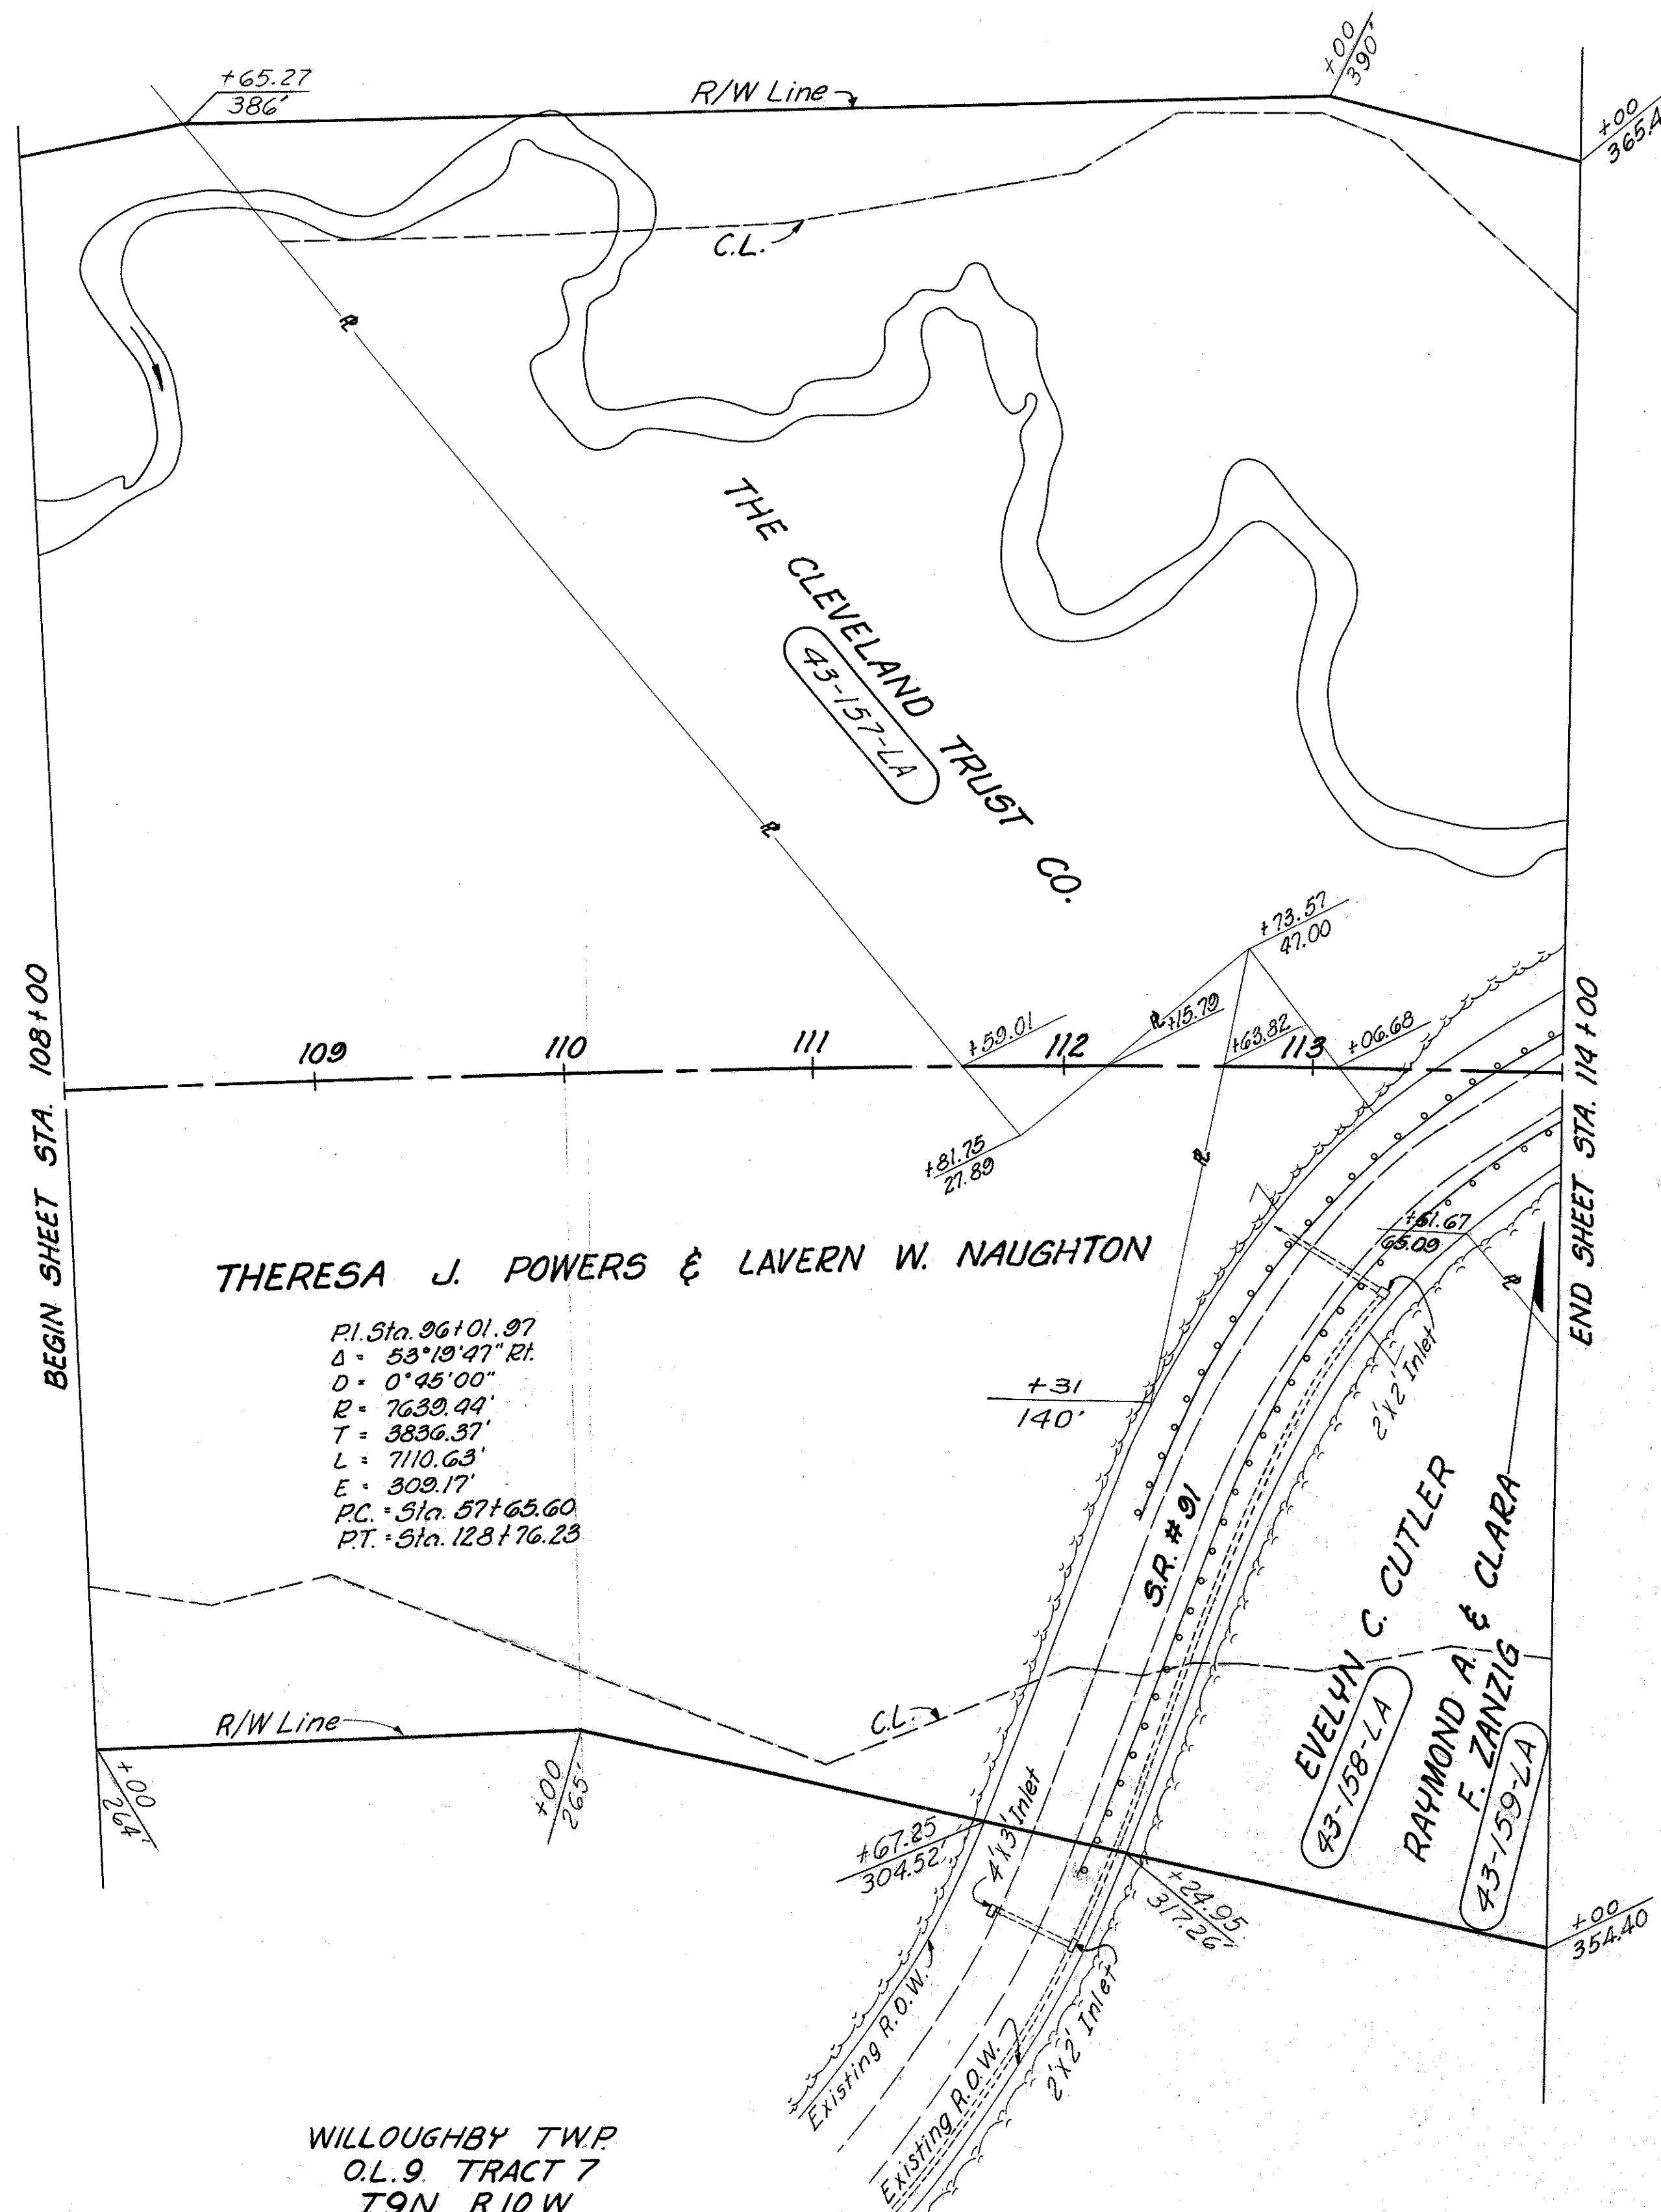 +65.27
386'
R/W Line
+00
390'
+00
365.4
C.L.
P
THE CLEVELAND TRUST CO.
43-157-LA
P
+73.57
47.00
BEGIN SHEET STA. 108+00
109
110
111
+59.01
112
P
+15.79
+63.82
113
+06.68
END SHEET STA. 114+00
+81.75
27.89
P
+61.67
65.09
P
THERESA J. POWERS & LAVERN W. NAUGHTON
P.I. Sta. 96+01.97
Δ = 53°19'47" Rt.
D = 0°45'00"
R = 7639.44'
T = 3836.37'
L = 7110.63'
E = 309.17'
P.C. = Sta. 57+65.60
P.T. = Sta. 128+76.23
2'x2' Inlet
+31
140'
S.R. #91
EVELYN C. CUTLER
43-158-LA
RAYMOND A. & CLARA
F. ZANZIG
43-159-LA
R/W Line
C.L.
+00
264'
+00
265'
+67.25
304.52'
4'x3' Inlet
+24.95
317.26'
+00
354.40
Existing R.O.W.
Existing R.O.W.
2'x2' Inlet
WILLOUGHBY TWP.
O.L. 9 TRACT 7
T9N R10W